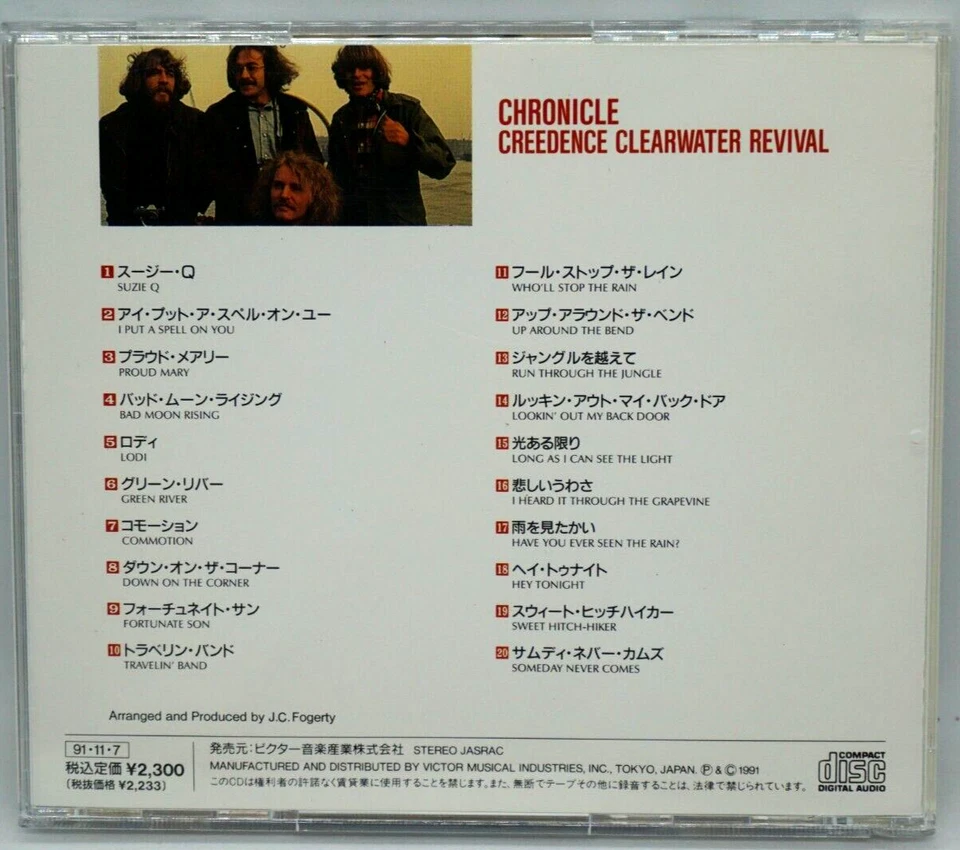 CHRONICLE
CREEDENCE CLEARWATER REVIVAL
1 スージー・Q
SUZIE Q
2 アイ・プット・ア・スペル・オン・ユー
I PUT A SPELL ON YOU
3 プラウド・メアリー
PROUD MARY
4 バッド・ムーン・ライジング
BAD MOON RISING
5 ロディ
LODI
6 グリーン・リバー
GREEN RIVER
7 コモーション
COMMOTION
8 ダウン・オン・ザ・コーナー
DOWN ON THE CORNER
9 フォーチュネイト・サン
FORTUNATE SON
10 トラベリン・バンド
TRAVELIN' BAND
11 フール・ストップ・ザ・レイン
WHO'LL STOP THE RAIN
12 アップ・アラウンド・ザ・ベンド
UP AROUND THE BEND
13 ジャングルを越えて
RUN THROUGH THE JUNGLE
14 ルッキン・アウト・マイ・バック・ドア
LOOKIN' OUT MY BACK DOOR
15 光ある限り
LONG AS I CAN SEE THE LIGHT
16 悲しいうわさ
I HEARD IT THROUGH THE GRAPEVINE
17 雨を見たかい
HAVE YOU EVER SEEN THE RAIN?
18 ヘイ・トゥナイト
HEY TONIGHT
19 スウィート・ヒッチハイカー
SWEET HITCH-HIKER
20 サムディ・ネバー・カムズ
SOMEDAY NEVER COMES
Arranged and Produced by J.C.Fogerty
91・11・7
税込定価 ¥2,300
(税抜価格 ¥2,233)
発売元：ビクター音楽産業株式会社 STEREO JASRAC
MANUFACTURED AND DISTRIBUTED BY VICTOR MUSICAL INDUSTRIES, INC., TOKYO, JAPAN. Ⓟ & © 1991
このCDは権利者の許諾なく賃貸業に使用することを禁じます。また、無断でテープその他に録音することは、法律で禁じられています。
COMPACT
disc
DIGITAL AUDIO